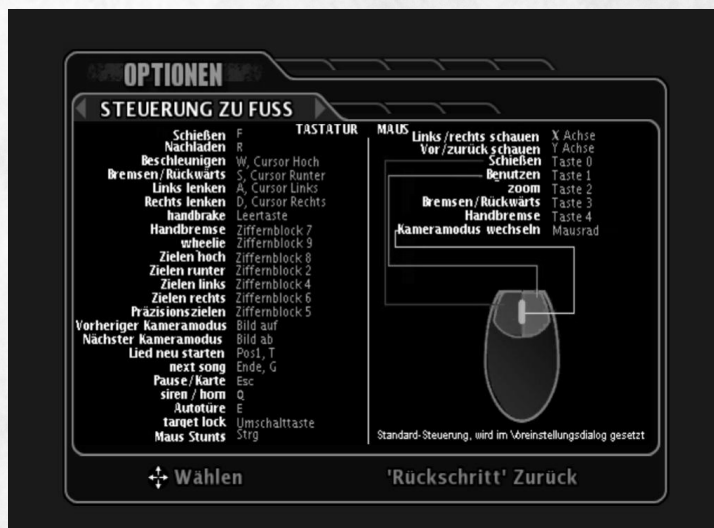 OPTIONEN
STEUERUNG ZU FUSS
TASTATUR
Schießen F
Nachladen R
Beschleunigen W, Cursor Hoch
Bremsen/Rückwärts S, Cursor Runter
Links lenken A, Cursor Links
Rechts lenken D, Cursor Rechts
handbrake Leertaste
Handbremse Ziffernblock 7
wheelie Ziffernblock 9
Zielen hoch Ziffernblock 8
Zielen runter Ziffernblock 2
Zielen links Ziffernblock 4
Zielen rechts Ziffernblock 6
Präzisionszielen Ziffernblock 5
Vorheriger Kameramodus Bild auf
Nächster Kameramodus Bild ab
Lied neu starten Pos1, T
next song Ende, G
Pause/Karte Esc
siren / horn Q
Autotüre E
target lock Umschalttaste
Maus Stunts Strg
MAUS
Links/rechts schauen X Achse
Vor/zurück schauen Y Achse
Schießen Taste 0
Benutzen Taste 1
zoom Taste 2
Bremsen/Rückwärts Taste 3
Handbremse Taste 4
Kameramodus wechseln Mausrad
Standard-Steuerung, wird im Voreinstellungsdialog gesetzt
Wählen
'Rückschritt' Zurück